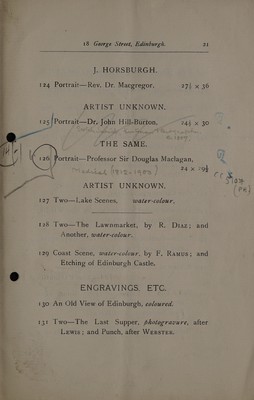 18 George Street, Edinburgh. 21
J. HORSBURGH.
124 Portrait—Rev. Dr. Macgregor. 27½ x 36
ARTIST UNKNOWN.
125 Portrait—Dr. John Hill-Burton. 24½ x 30
THE SAME.
126 Portrait—Professor Sir Douglas Maclagan,
24 x 29½
ARTIST UNKNOWN.
127 Two—Lake Scenes, water-colour,
128 Two—The Lawnmarket, by R. DEAR; and
Another, water-colour.
129 Coast Scene, water-colour, by F. RAMUS; and
Etching of Edinburgh Castle.
ENGRAVINGS, ETC.
130 An Old View of Edinburgh, coloured.
131 Two—The Last Supper, photogravure, after
LEWIS; and Punch, after WEBSTER.